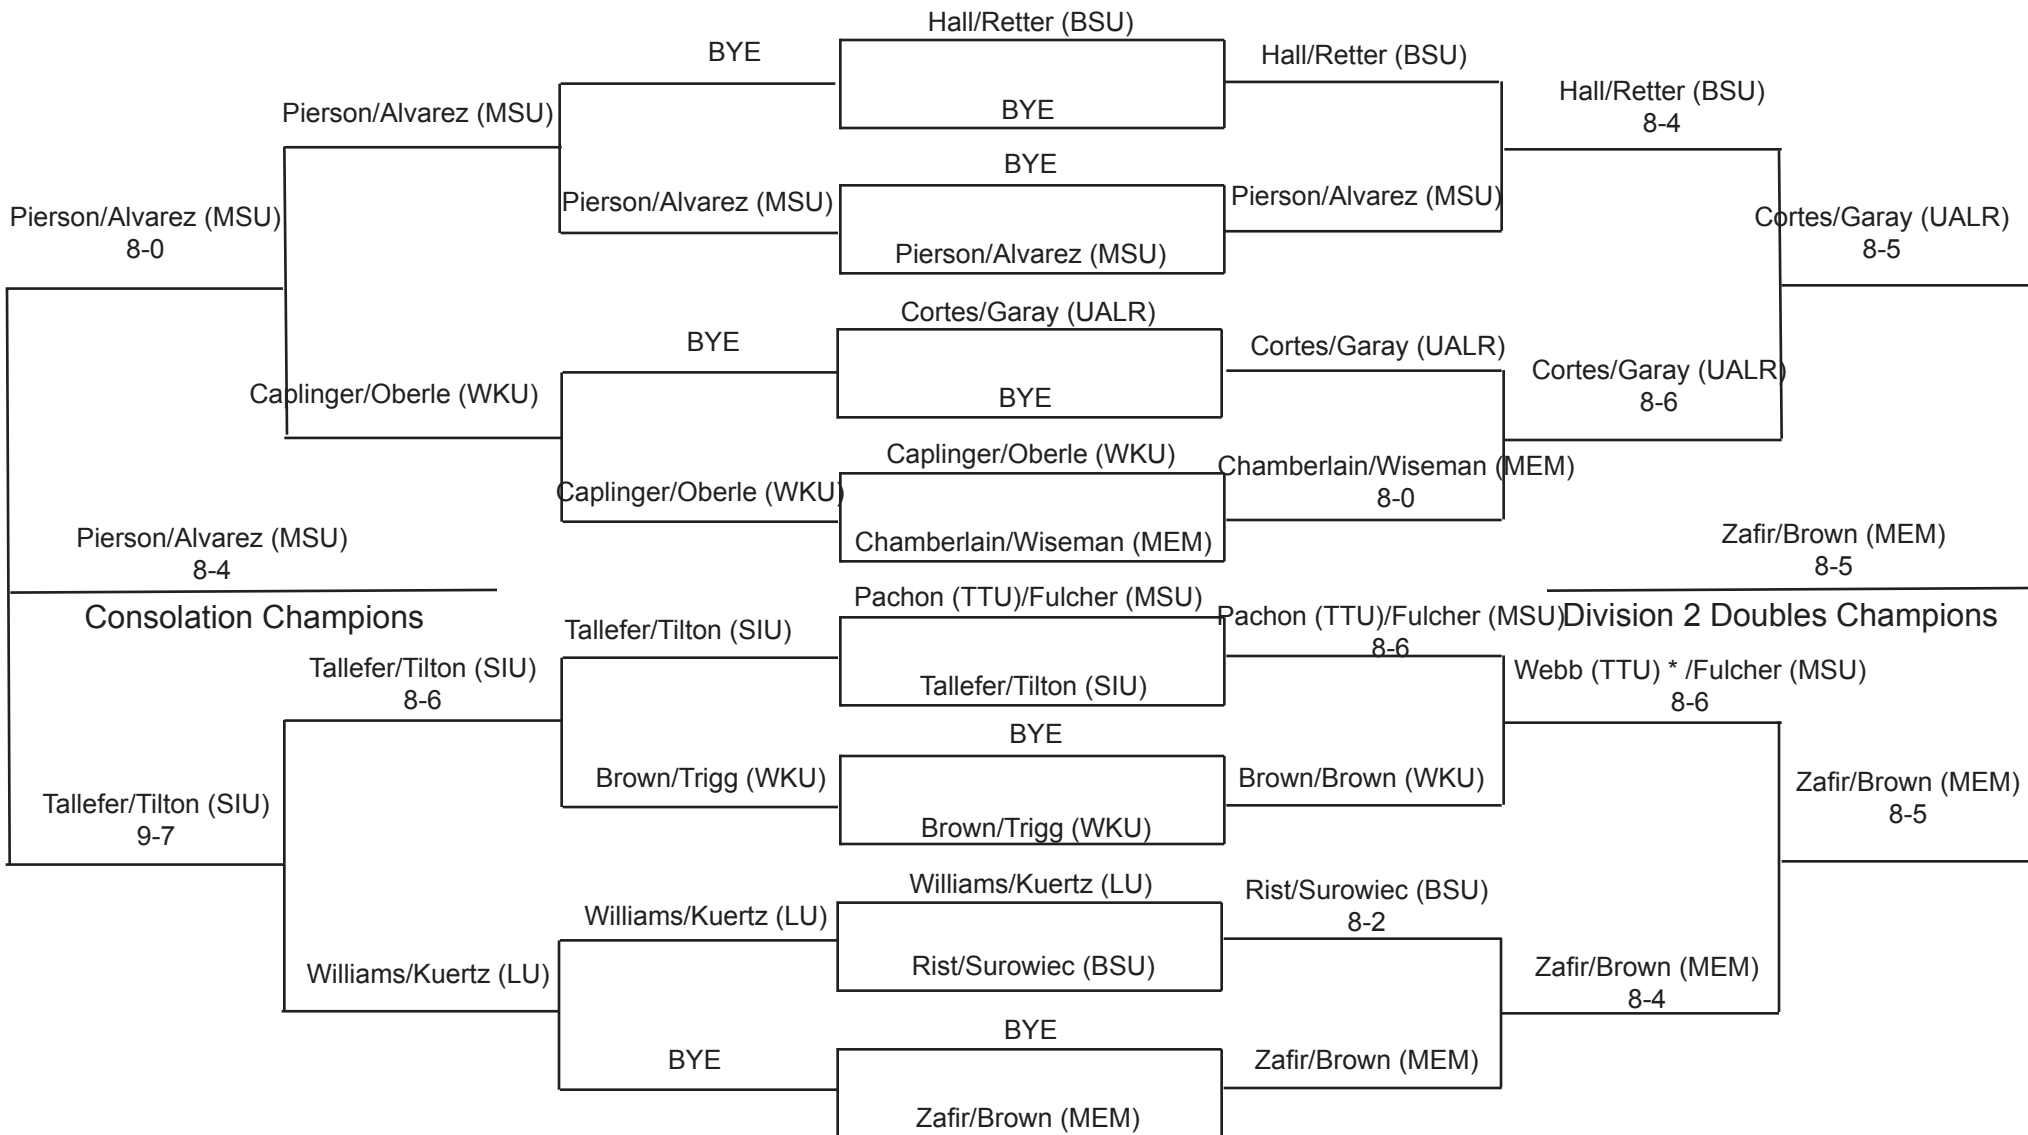 Hall/Retter (BSU)
BYE
Hall/Retter (BSU)
Hall/Retter (BSU)
8-4
Pierson/Alvarez (MSU)
BYE
BYE
Pierson/Alvarez (MSU)
Pierson/Alvarez (MSU)
Pierson/Alvarez (MSU)
8-0
Cortes/Garay (UALR)
8-5
Pierson/Alvarez (MSU)
Cortes/Garay (UALR)
BYE
Cortes/Garay (UALR)
Cortes/Garay (UALR)
8-6
Caplinger/Oberle (WKU)
BYE
Caplinger/Oberle (WKU)
Chamberlain/Wiseman (MEM)
8-0
Caplinger/Oberle (WKU)
Pierson/Alvarez (MSU)
8-4
Consolation Champions
Chamberlain/Wiseman (MEM)
Zafir/Brown (MEM)
8-5
Division 2 Doubles Champions
Pachon (TTU)/Fulcher (MSU)
Pachon (TTU)/Fulcher (MSU)
8-6
Tallefer/Tilton (SIU)
Tallefer/Tilton (SIU)
8-6
Tallefer/Tilton (SIU)
Webb (TTU) * /Fulcher (MSU)
8-6
BYE
Brown/Trigg (WKU)
Brown/Brown (WKU)
Tallefer/Tilton (SIU)
9-7
Zafir/Brown (MEM)
8-5
Brown/Trigg (WKU)
Williams/Kuertz (LU)
Rist/Surowiec (BSU)
8-2
Williams/Kuertz (LU)
Rist/Surowiec (BSU)
Williams/Kuertz (LU)
Zafir/Brown (MEM)
8-4
BYE
BYE
Zafir/Brown (MEM)
Zafir/Brown (MEM)